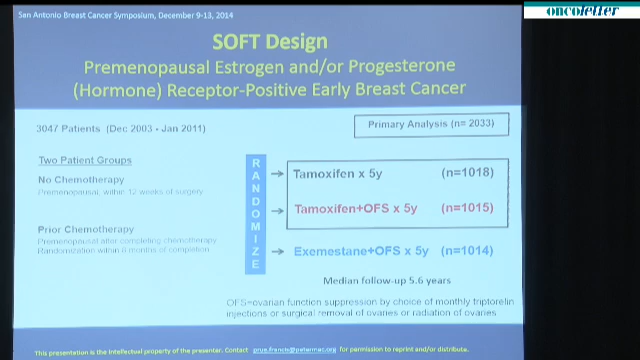 oncoletter
San Antonio Breast Cancer Symposium, December 9-13, 2014
SOFT Design
Premenopausal Estrogen and/or Progesterone
(Hormone) Receptor-Positive Early Breast Cancer
3047 Patients (Dec 2003 - Jan 2011)
Primary Analysis (n= 2033)
Two Patient Groups
No Chemotherapy
Premenopausal, within 12 weeks of surgery
Prior Chemotherapy
Premenopausal after completing chemotherapy
Randomization within 8 months of completion
RANDOMIZE
Tamoxifen x 5y (n=1018)
Tamoxifen+OFS x 5y (n=1015)
Exemestane+OFS x 5y (n=1014)
Median follow-up 5.6 years
OFS=ovarian function suppression by choice of monthly triptorelin
injections or surgical removal of ovaries or radiation of ovaries
This presentation is the intellectual property of the presenter. Contact prue.francis@petermac.org for permission to reprint and/or distribute.